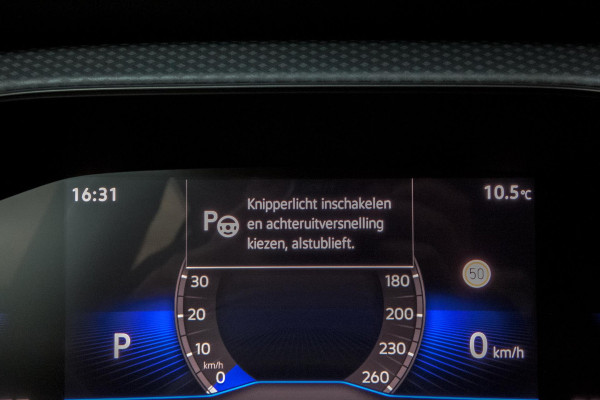 16:31
10.5°C
P
Knipperlicht inschakelen
en achteruitversnelling
kiezen, alstublieft.
50
30
180
20
200
P
0 km/h
10
230
km/h
0
260